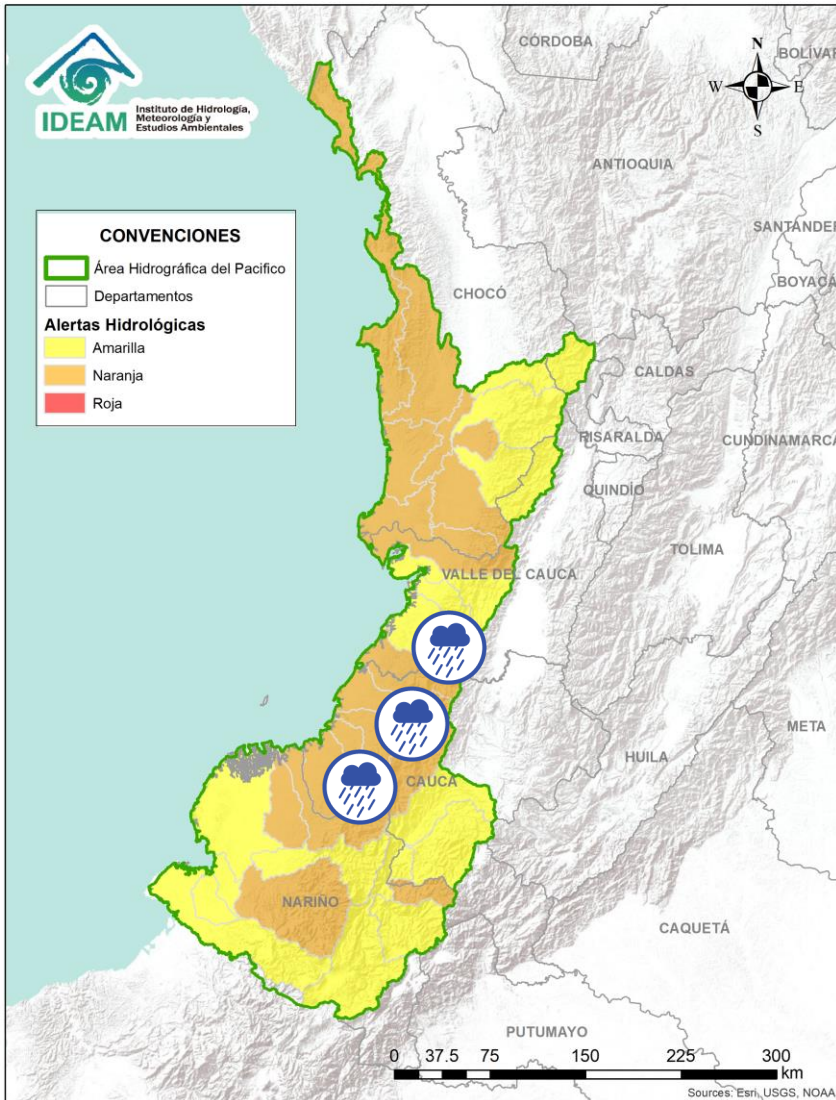 IDEAM
Instituto de Hidrología,
Meteorología y
Estudios Ambientales
CÓRDOBA
BOLÍVAR
N
W
E
S
ANTIOQUIA
SANTANDER
BOYACÁ
CONVENCIONES
Área Hidrográfica del Pacifico
Departamentos
Alertas Hidrológicas
Amarilla
Naranja
Roja
CHOCÓ
CALDAS
RISARALDA
CUNDINAMARCA
QUINDÍO
TOLIMA
VALLE DEL CAUCA
META
HUILA
CAUCA
NARIÑO
CAQUETÁ
PUTUMAYO
0 37.5 75 150 225 300
km
Sources: Esri, USGS, NOAA